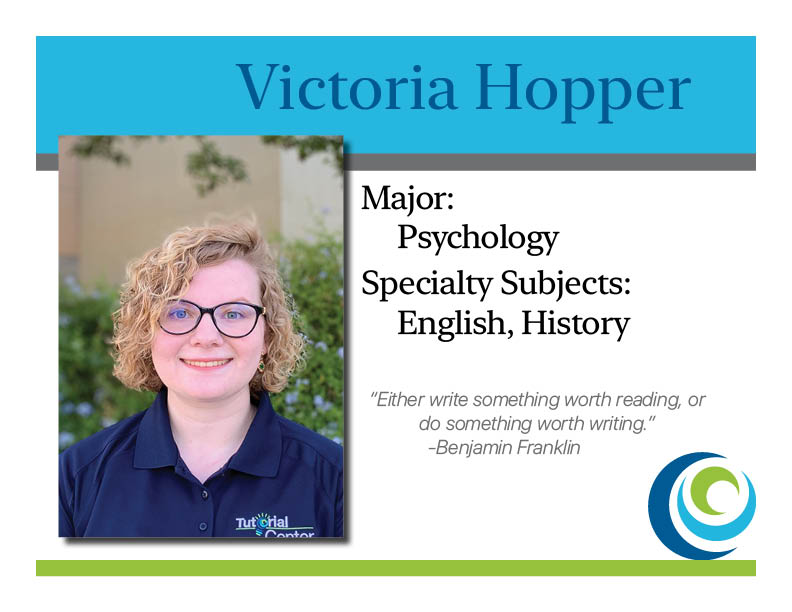 Victoria Hopper
Major:
Psychology
Specialty Subjects:
English, History
“Either write something worth reading, or
do something worth writing.”
-Benjamin Franklin
Tutorial
Center